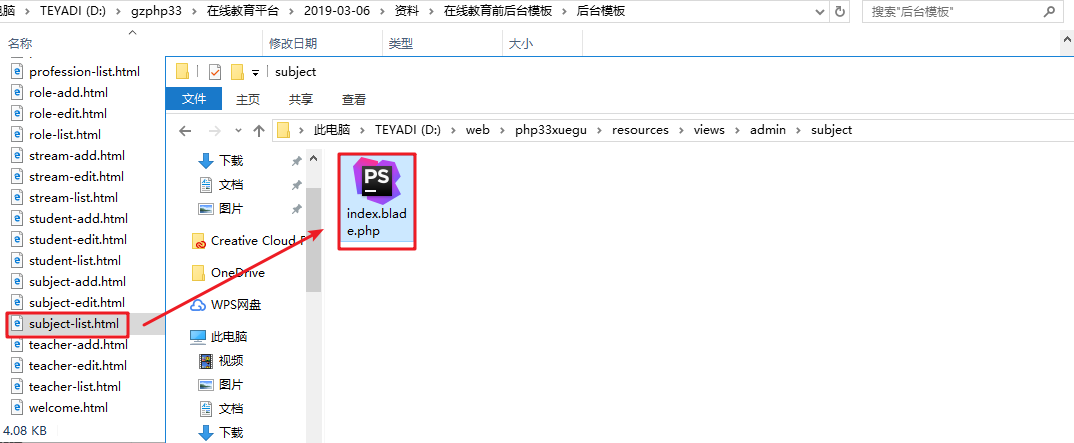 电脑 › TEYADI (D:) › gzphp33 › 在线教育平台 › 2019-03-06 › 资料 › 在线教育前后台模板 › 后台模板
搜索"后台模板"
名称 修改日期 类型 大小
profession-list.html
role-add.html
role-edit.html
role-list.html
stream-add.html
stream-edit.html
stream-list.html
student-add.html
student-edit.html
student-list.html
subject-add.html
subject-edit.html
subject-list.html
teacher-add.html
teacher-edit.html
teacher-list.html
welcome.html
4.08 KB
subject
文件 主页 共享 查看
此电脑 › TEYADI (D:) › web › php33xuegu › resources › views › admin › subject
下载
文档
图片
Creative Cloud F
OneDrive
WPS网盘
此电脑
视频
图片
文档
下载
PS
index.blad
e.php